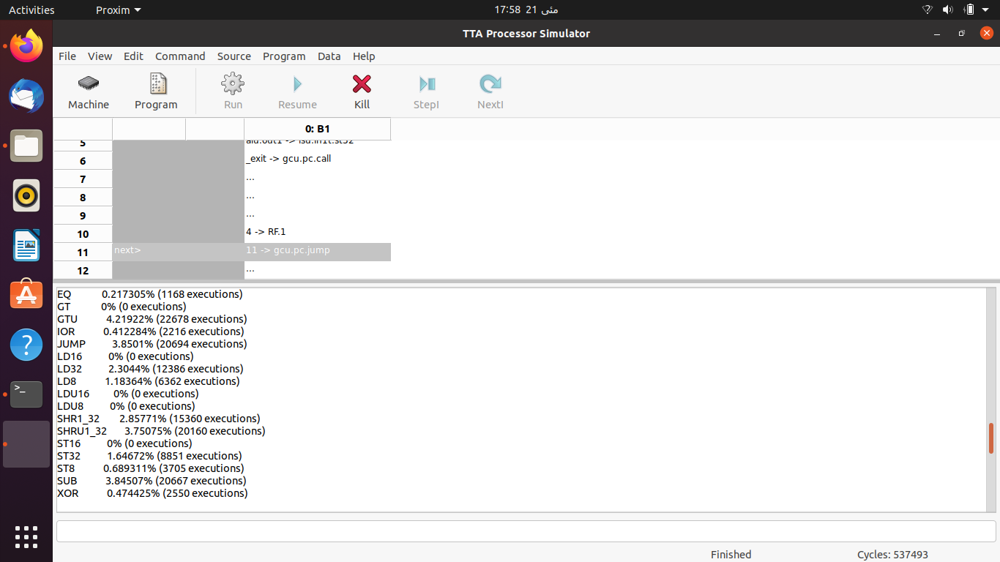 Activities Proxim 17:58 21 مئی
TTA Processor Simulator
File View Edit Command Source Program Data Help
Machine Program Run Resume Kill StepI NextI
0: B1
5 alu.out1 -> lsu.in1t.st32
6 _exit -> gcu.pc.call
7 ...
8 ...
9 ...
10 4 -> RF.1
11 next> 11 -> gcu.pc.jump
12 ...
EQ 0.217305% (1168 executions)
GT 0% (0 executions)
GTU 4.21922% (22678 executions)
IOR 0.412284% (2216 executions)
JUMP 3.8501% (20694 executions)
LD16 0% (0 executions)
LD32 2.3044% (12386 executions)
LD8 1.18364% (6362 executions)
LDU16 0% (0 executions)
LDU8 0% (0 executions)
SHR1_32 2.85771% (15360 executions)
SHRU1_32 3.75075% (20160 executions)
ST16 0% (0 executions)
ST32 1.64672% (8851 executions)
ST8 0.689311% (3705 executions)
SUB 3.84507% (20667 executions)
XOR 0.474425% (2550 executions)
Finished Cycles: 537493